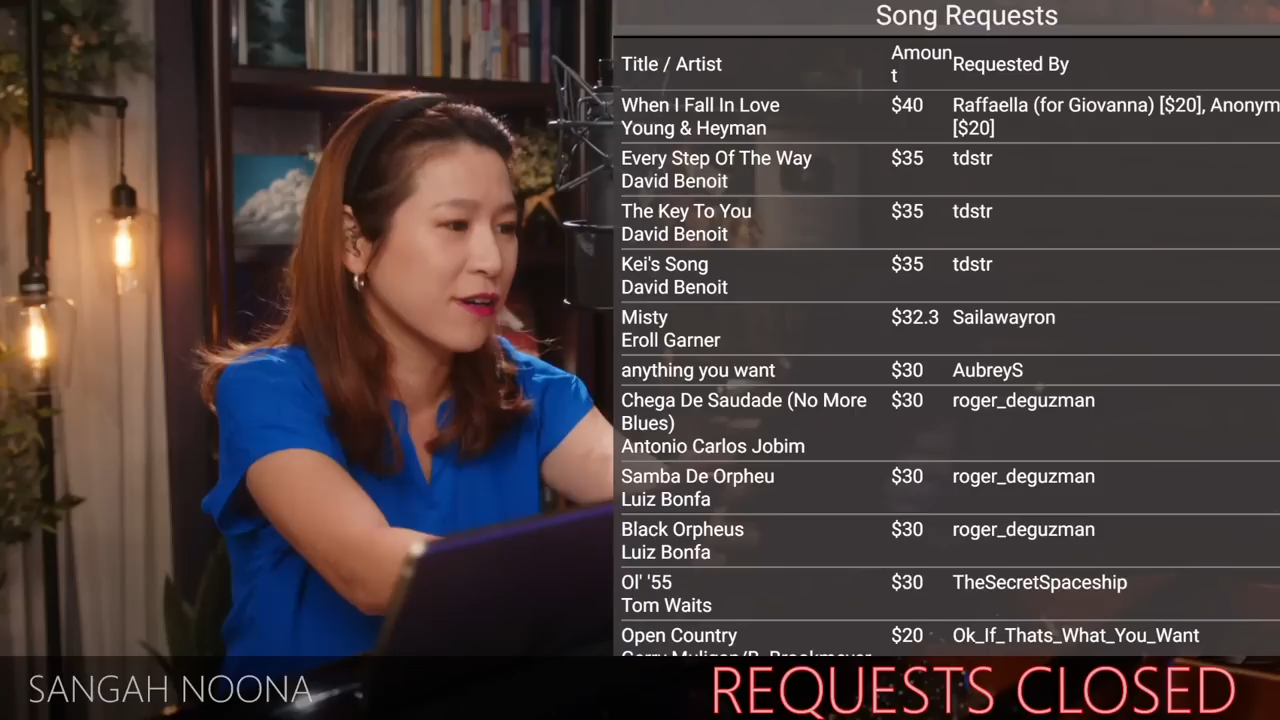 Song Requests
Title / Artist
Amoun
t
Requested By
When I Fall In Love
Young & Heyman
$40
Raffaella (for Giovanna) [$20], Anonym
[$20]
Every Step Of The Way
David Benoit
$35
tdstr
The Key To You
David Benoit
$35
tdstr
Kei's Song
David Benoit
$35
tdstr
Misty
Eroll Garner
$32.3
Sailawayron
anything you want
$30
AubreyS
Chega De Saudade (No More
Blues)
Antonio Carlos Jobim
$30
roger_deguzman
Samba De Orpheu
Luiz Bonfa
$30
roger_deguzman
Black Orpheus
Luiz Bonfa
$30
roger_deguzman
Ol' '55
Tom Waits
$30
TheSecretSpaceship
Open Country
$20
Ok_If_Thats_What_You_Want
SANGAH NOONA
REQUESTS CLOSED